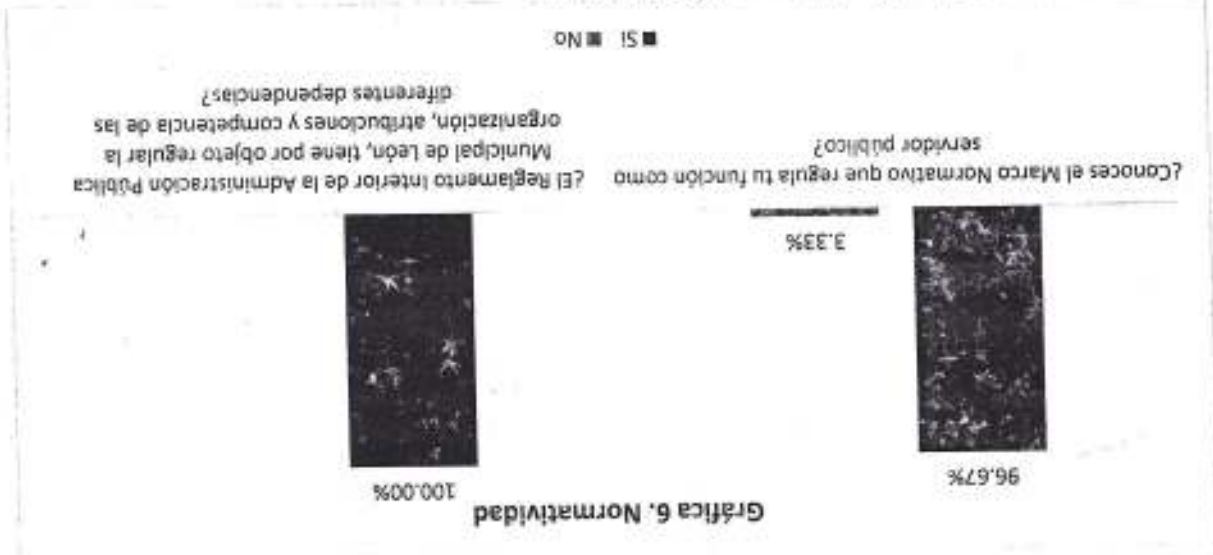 Gráfica 6. Normatividad
96.67%
3.33%
100.00%
¿Conoces el Marco Normativo que regula tu función como
servidor público?
¿El Reglamento Interior de la Administración Pública
Municipal de León, tiene por objeto regular la
organización, atribuciones y competencia de las
diferentes dependencias?
Si No